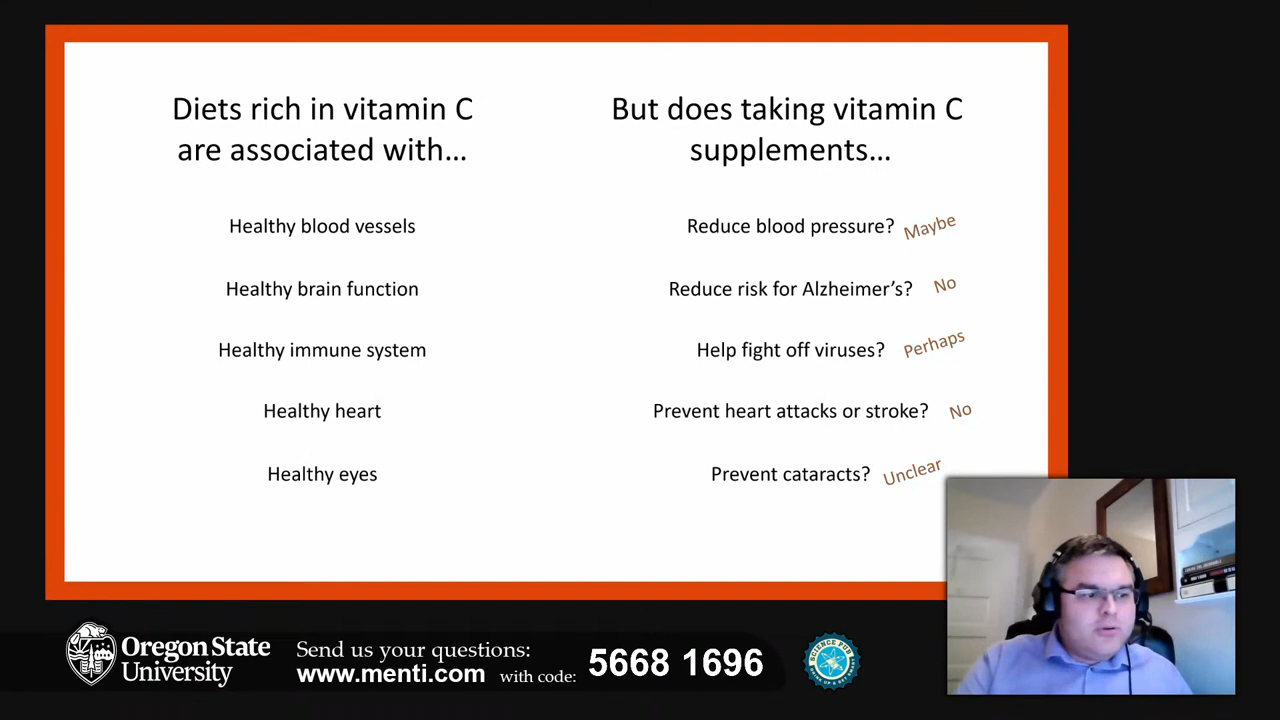 Diets rich in vitamin C
are associated with...
Healthy blood vessels
Healthy brain function
Healthy immune system
Healthy heart
Healthy eyes
But does taking vitamin C
supplements...
Reduce blood pressure? Maybe
Reduce risk for Alzheimer's? No
Help fight off viruses? Perhaps
Prevent heart attacks or stroke? No
Prevent cataracts? Unclear
Oregon State
University
Send us your questions:
www.menti.com with code:
5668 1696
SCIENCE PUB